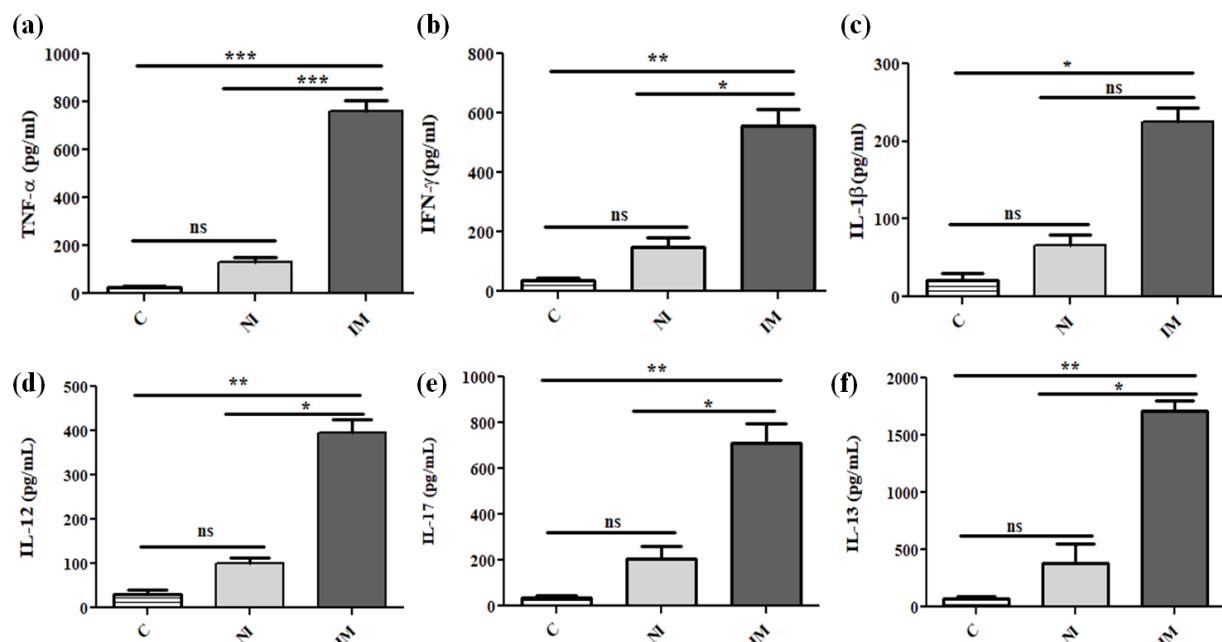 (a)
TNF-α (pg/ml)
1000
800
600
400
200
0
***
***
ns
C
NI
IM
(b)
IFN-γ(pg/ml)
800
600
400
200
0
**
*
ns
C
NI
IM
(c)
IL-1β(pg/ml)
300
200
100
0
*
ns
ns
C
NI
IM
(d)
IL-12 (pg/mL)
500
400
300
200
100
0
**
*
ns
C
NI
IM
(e)
IL-17 (pg/mL)
1000
800
600
400
200
0
**
*
ns
C
NI
IM
(f)
IL-13 (pg/mL)
2000
1500
1000
500
0
**
*
ns
C
NI
IM